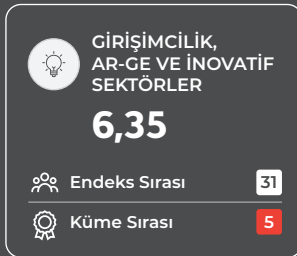 GİRİŞİMCİLİK,
AR-GE VE İNOVATİF
SEKTÖRLER
6,35
Endeks Sırası 31
Küme Sırası 5